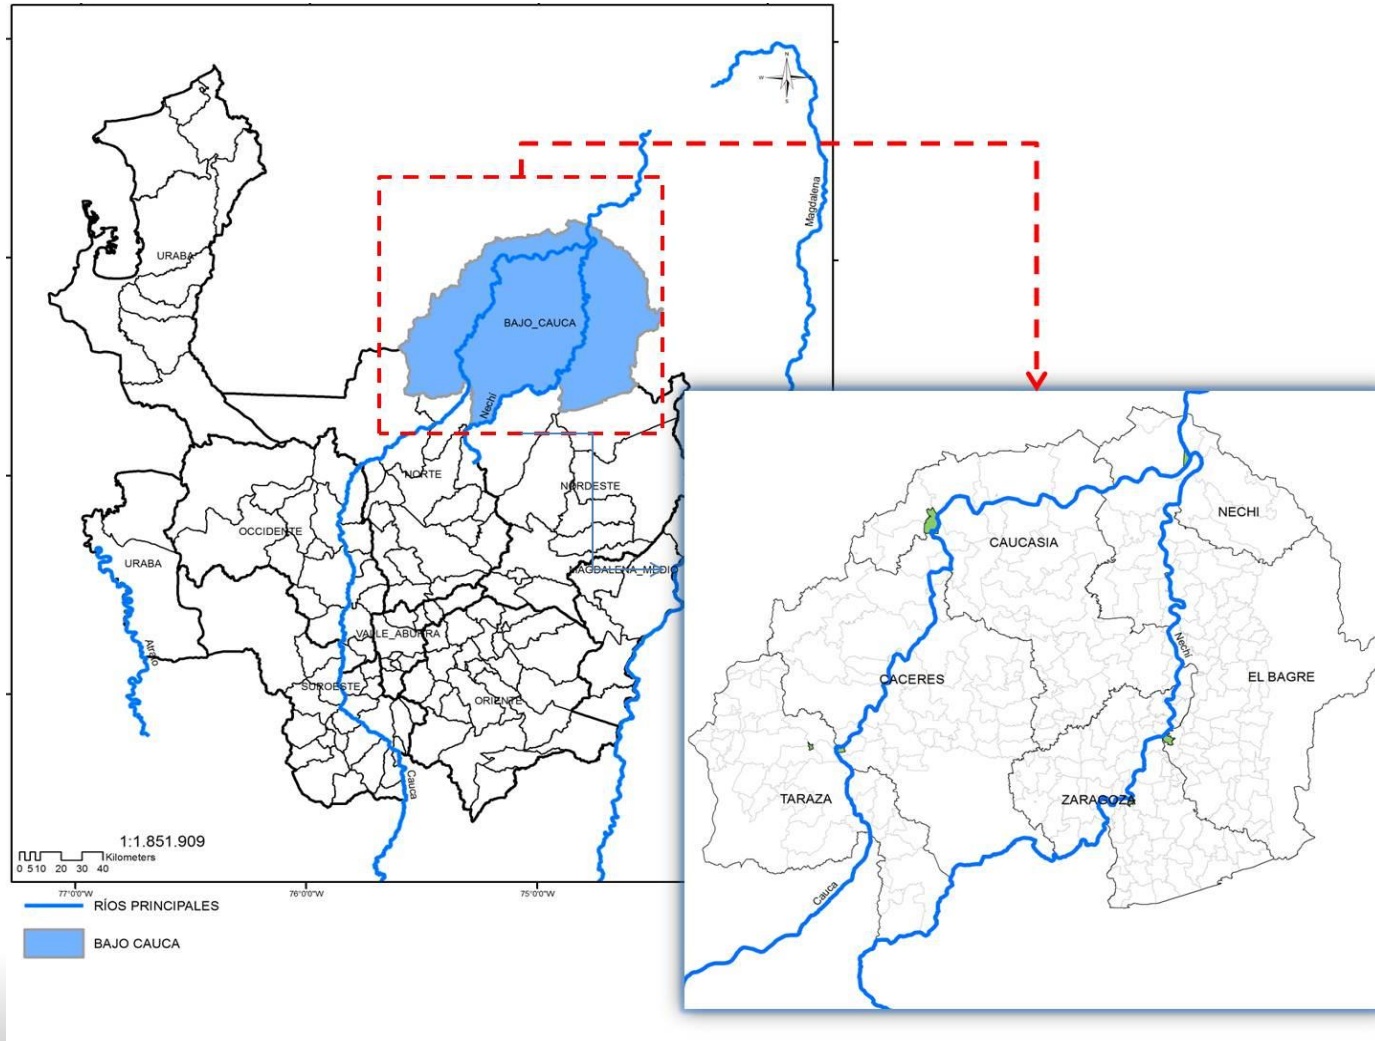 N
W
S
Magdalena
URABA
BAJO_CAUCA
Nechi
NORTE
NORDESTE
OCCIDENTE
URABA
MAGDALENA_MEDIO
VALLE_ABURRA
Atrato
SUROESTE
ORIENTE
Cauca
1:1.851.909
Kilometers
0 5 10 20 30 40
77°0'0"W
76°0'0"W
75°0'0"W
RÍOS PRINCIPALES
BAJO CAUCA
NECHI
CAUCASIA
Nechi
CACERES
EL BAGRE
TARAZA
ZARAGOZA
Cauca